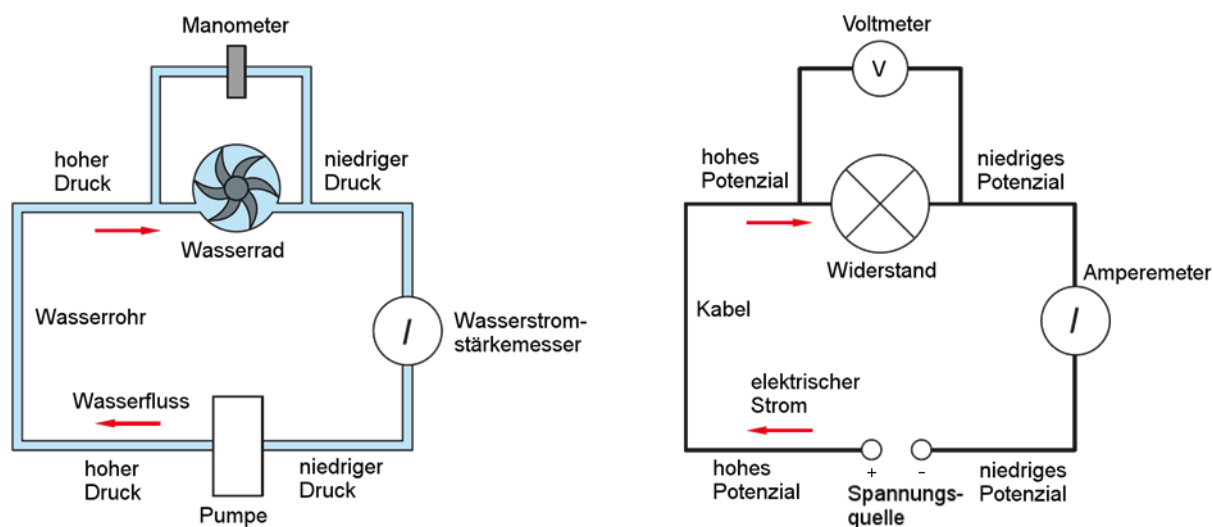 Manometer
hoher
Druck
niedriger
Druck
Wasserrad
Wasserrohr
I
Wasserstrom-
stärkemesser
Wasserfluss
hoher
Druck
niedriger
Druck
Pumpe
Voltmeter
V
hohes
Potenzial
niedriges
Potenzial
Widerstand
Amperemeter
Kabel
I
elektrischer
Strom
hohes
Potenzial
+ -
Spannungs-
quelle
niedriges
Potenzial